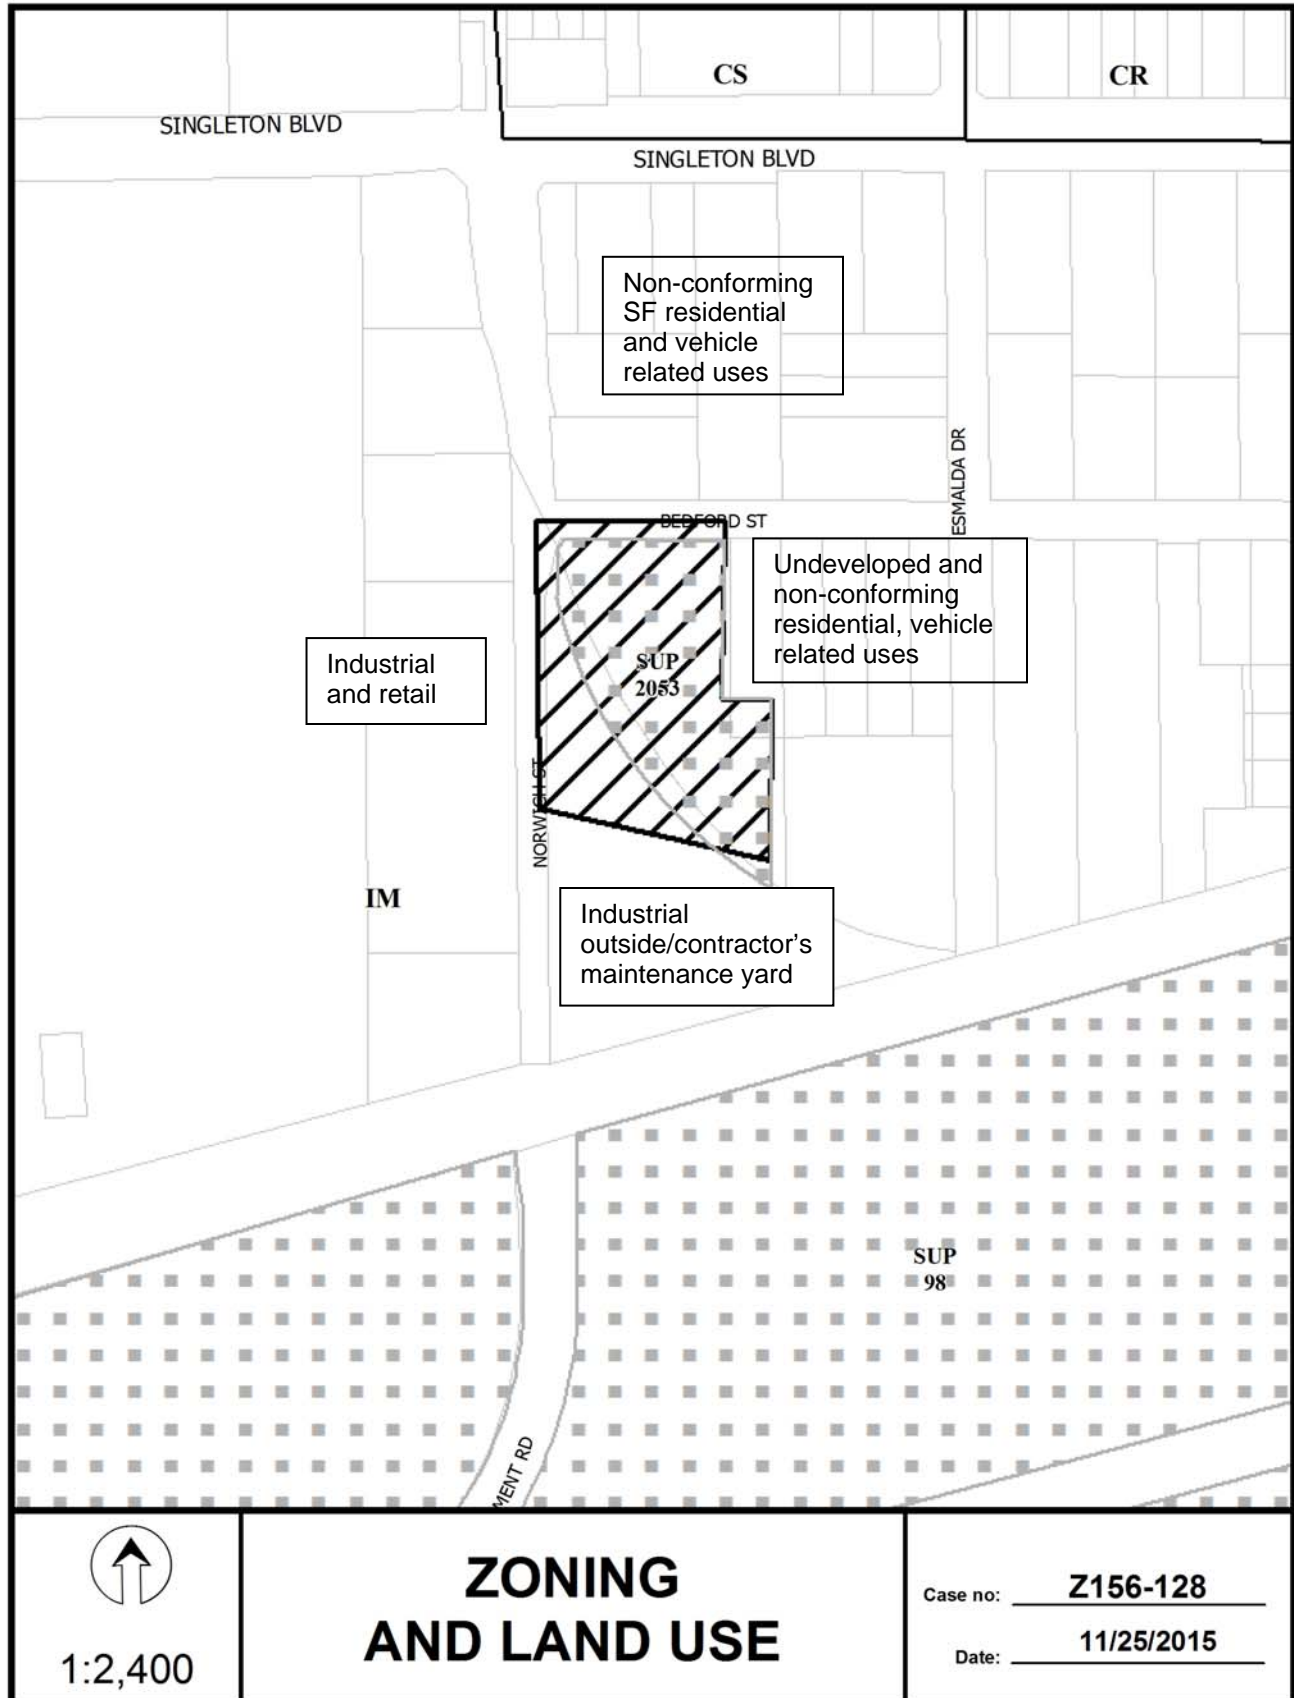 CS
CR
SINGLETON BLVD
SINGLETON BLVD
Non-conforming
SF residential
and vehicle
related uses
ESMALDA DR
BEDFORD ST
Undeveloped and
non-conforming
residential, vehicle
related uses
Industrial
and retail
SUP
2053
NORWICH ST
IM
Industrial
outside/contractor's
maintenance yard
SUP
98
MENT RD
1:2,400
ZONING
AND LAND USE
Case no: Z156-128
Date: 11/25/2015